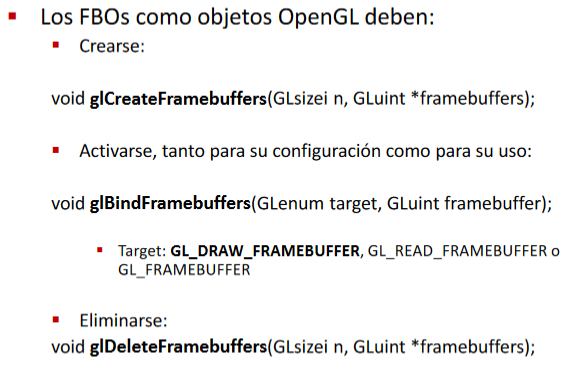 Los FBOs como objetos OpenGL deben:
Crearse:
void glCreateFramebuffers(GLsizei n, GLuint *framebuffers);
Activarse, tanto para su configuración como para su uso:
void glBindFramebuffers(GLenum target, GLuint framebuffer);
Target: GL_DRAW_FRAMEBUFFER, GL_READ_FRAMEBUFFER o
GL_FRAMEBUFFER
Eliminarse:
void glDeleteFramebuffers(GLsizei n, GLuint *framebuffers);